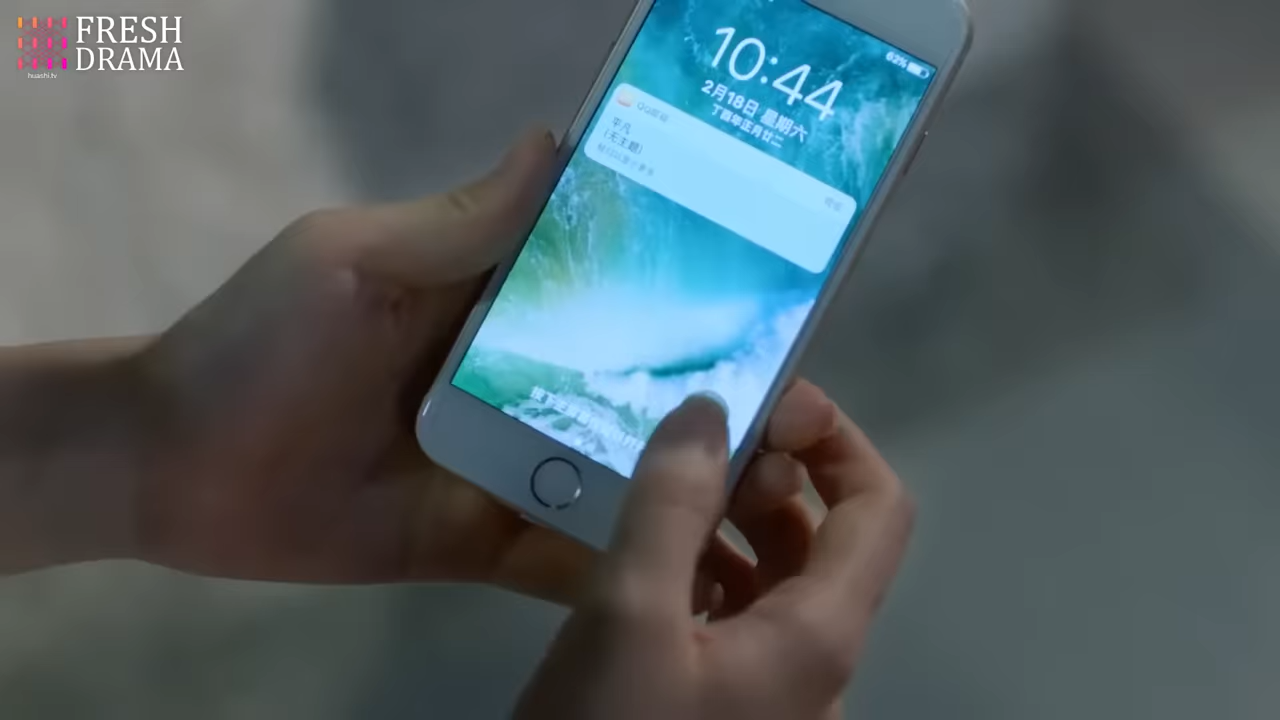 FRESH
DRAMA
huashi.tv
62%
10:44
2月18日 星期六
丁酉年正月廿二
QQ邮箱
平凡
(无主题)